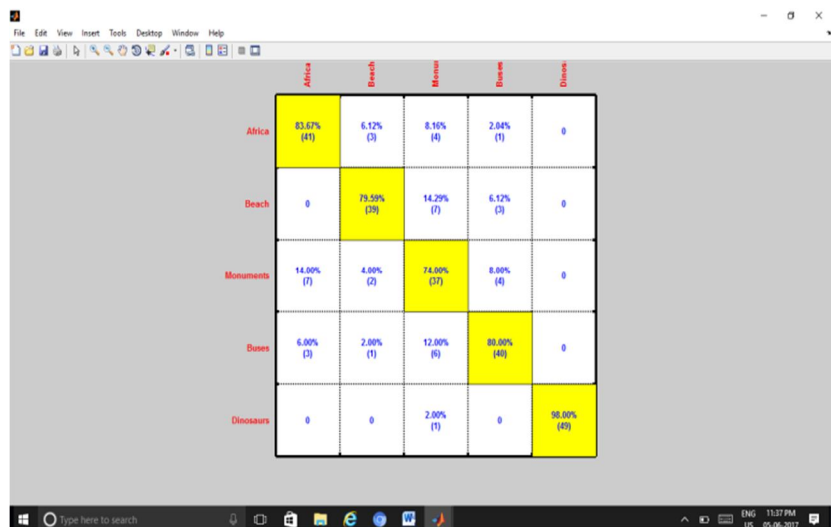 File Edit View Insert Tools Desktop Window Help
Africa Beach Monu Buses Dinos
Africa 83.67% 6.12% 8.16% 2.04% 0
(41) (3) (4) (1)
Beach 0 79.59% 14.29% 6.12% 0
(39) (7) (3)
Monuments 14.00% 4.00% 74.00% 8.00% 0
(7) (2) (37) (4)
Buses 6.00% 2.00% 12.00% 80.00% 0
(3) (1) (6) (40)
Dinosaurs 0 0 2.00% 0 98.00%
(1) (49)
Type here to search
ENG 11:37 PM
US 05-06-2017